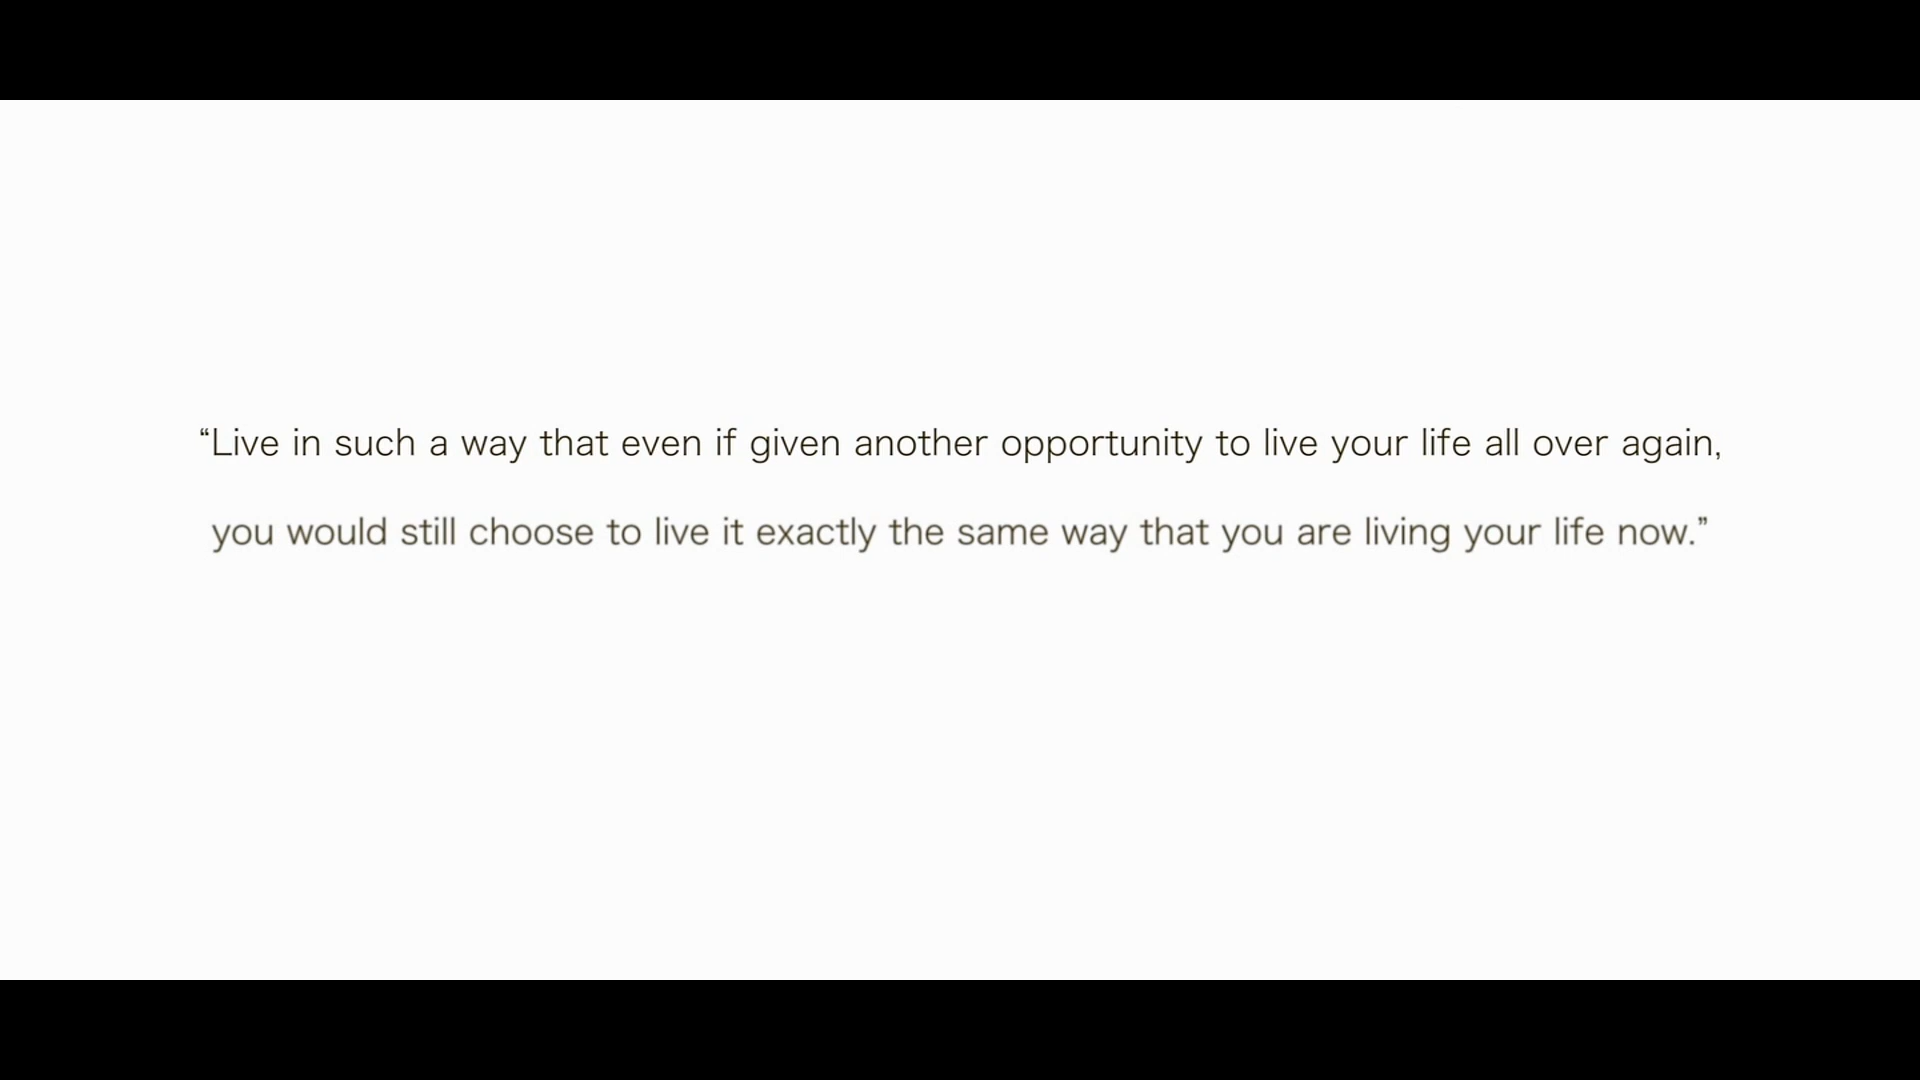 “Live in such a way that even if given another opportunity to live your life all over again,
you would still choose to live it exactly the same way that you are living your life now.”